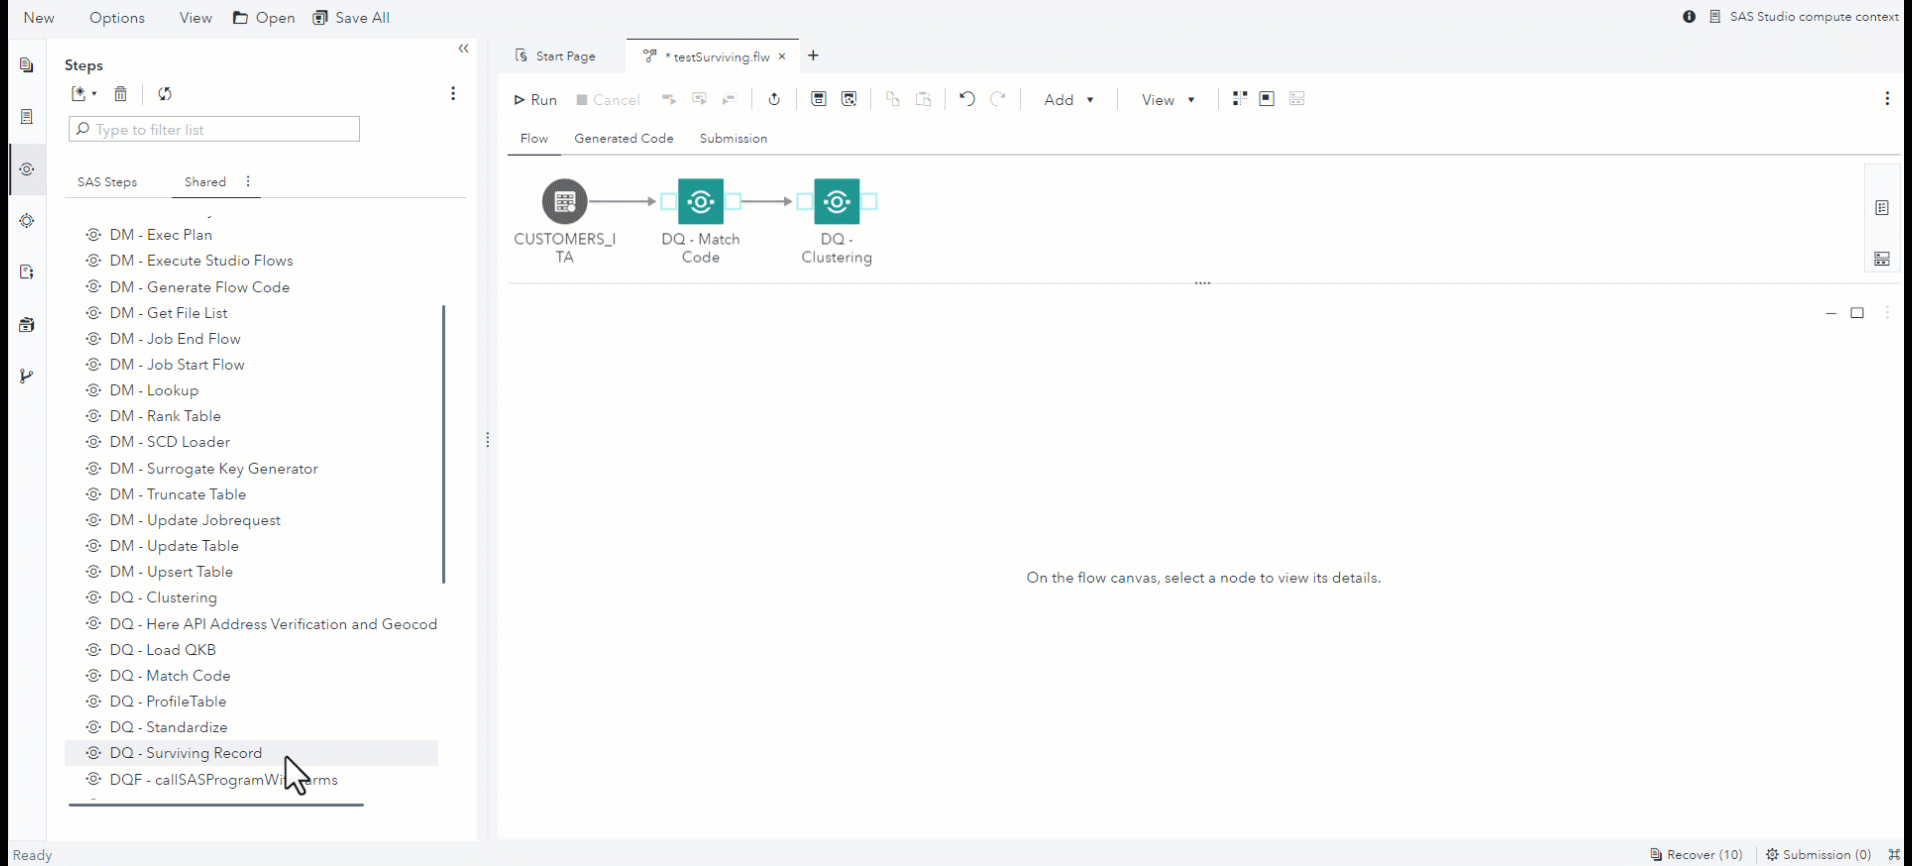 New Options View Open Save All
SAS Studio compute context
Steps
Type to filter list
SAS Steps Shared
DM - Exec Plan
DM - Execute Studio Flows
DM - Generate Flow Code
DM - Get File List
DM - Job End Flow
DM - Job Start Flow
DM - Lookup
DM - Rank Table
DM - SCD Loader
DM - Surrogate Key Generator
DM - Truncate Table
DM - Update Jobrequest
DM - Update Table
DM - Upsert Table
DQ - Clustering
DQ - Here API Address Verification and Geocod
DQ - Load QKB
DQ - Match Code
DQ - ProfileTable
DQ - Standardize
DQ - Surviving Record
DQF -
Start Page * testSurviving.flw
Run Cancel Add View
Flow Generated Code Submission
CUSTOMERS_I
TA
DQ - Match
Code
DQ -
Clustering
On the flow canvas, select a node to view its details.
Ready
Recover (10) Submission (0)